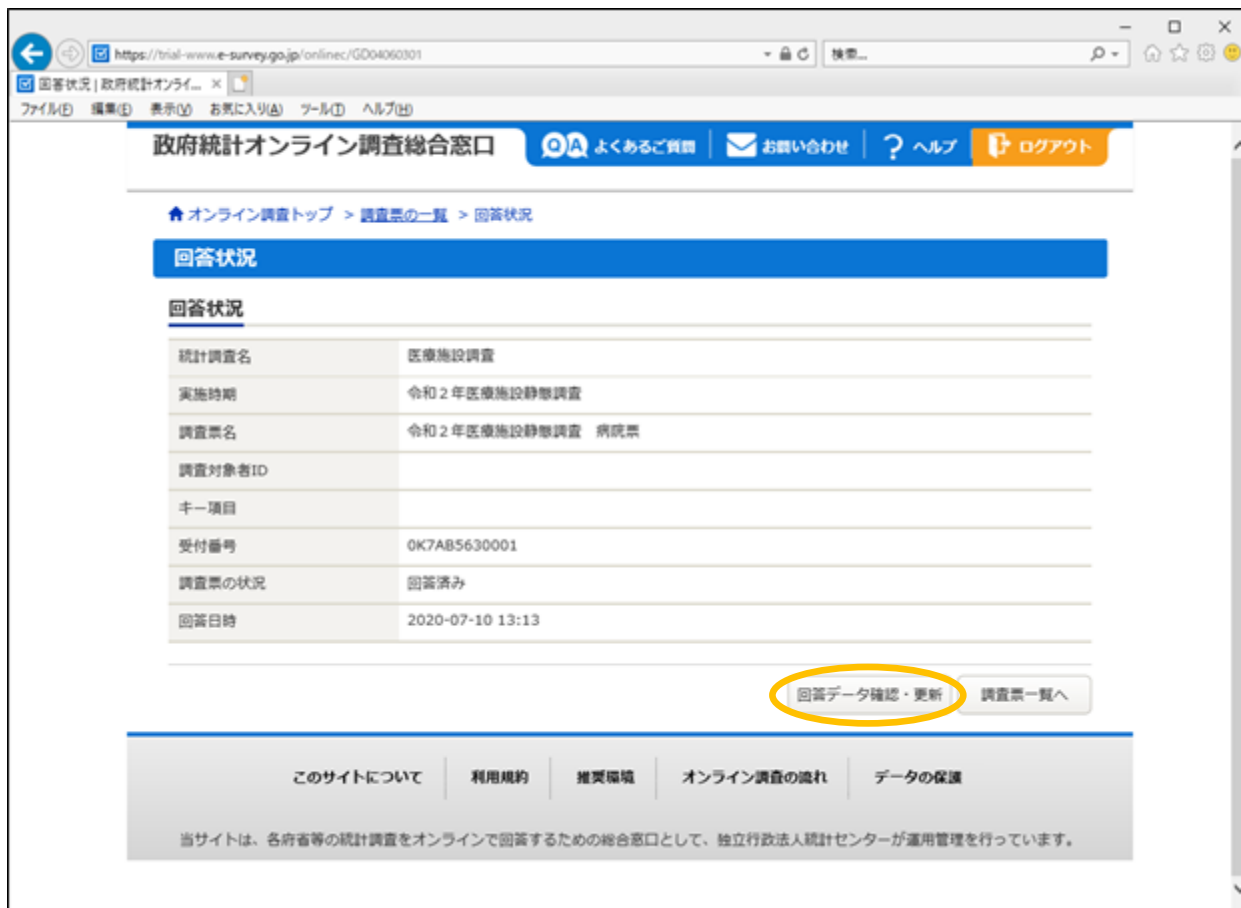 https://trial-www.e-survey.go.jp/onlinec/GD04060301
検索...
回答状況 | 政府統計オンライ...
ファイル(F) 編集(E) 表示(V) お気に入り(A) ツール(T) ヘルプ(H)
政府統計オンライン調査総合窓口
QA よくあるご質問 お問い合わせ ? ヘルプ ログアウト
オンライン調査トップ > 調査票の一覧 > 回答状況
回答状況
回答状況
統計調査名 医療施設調査
実施時期 令和2年医療施設静態調査
調査票名 令和2年医療施設静態調査 病院票
調査対象者ID
キー項目
受付番号 0K7AB5630001
調査票の状況 回答済み
回答日時 2020-07-10 13:13
回答データ確認・更新 調査票一覧へ
このサイトについて 利用規約 推奨環境 オンライン調査の流れ データの保護
当サイトは、各府省等の統計調査をオンラインで回答するための総合窓口として、独立行政法人統計センターが運用管理を行っています。